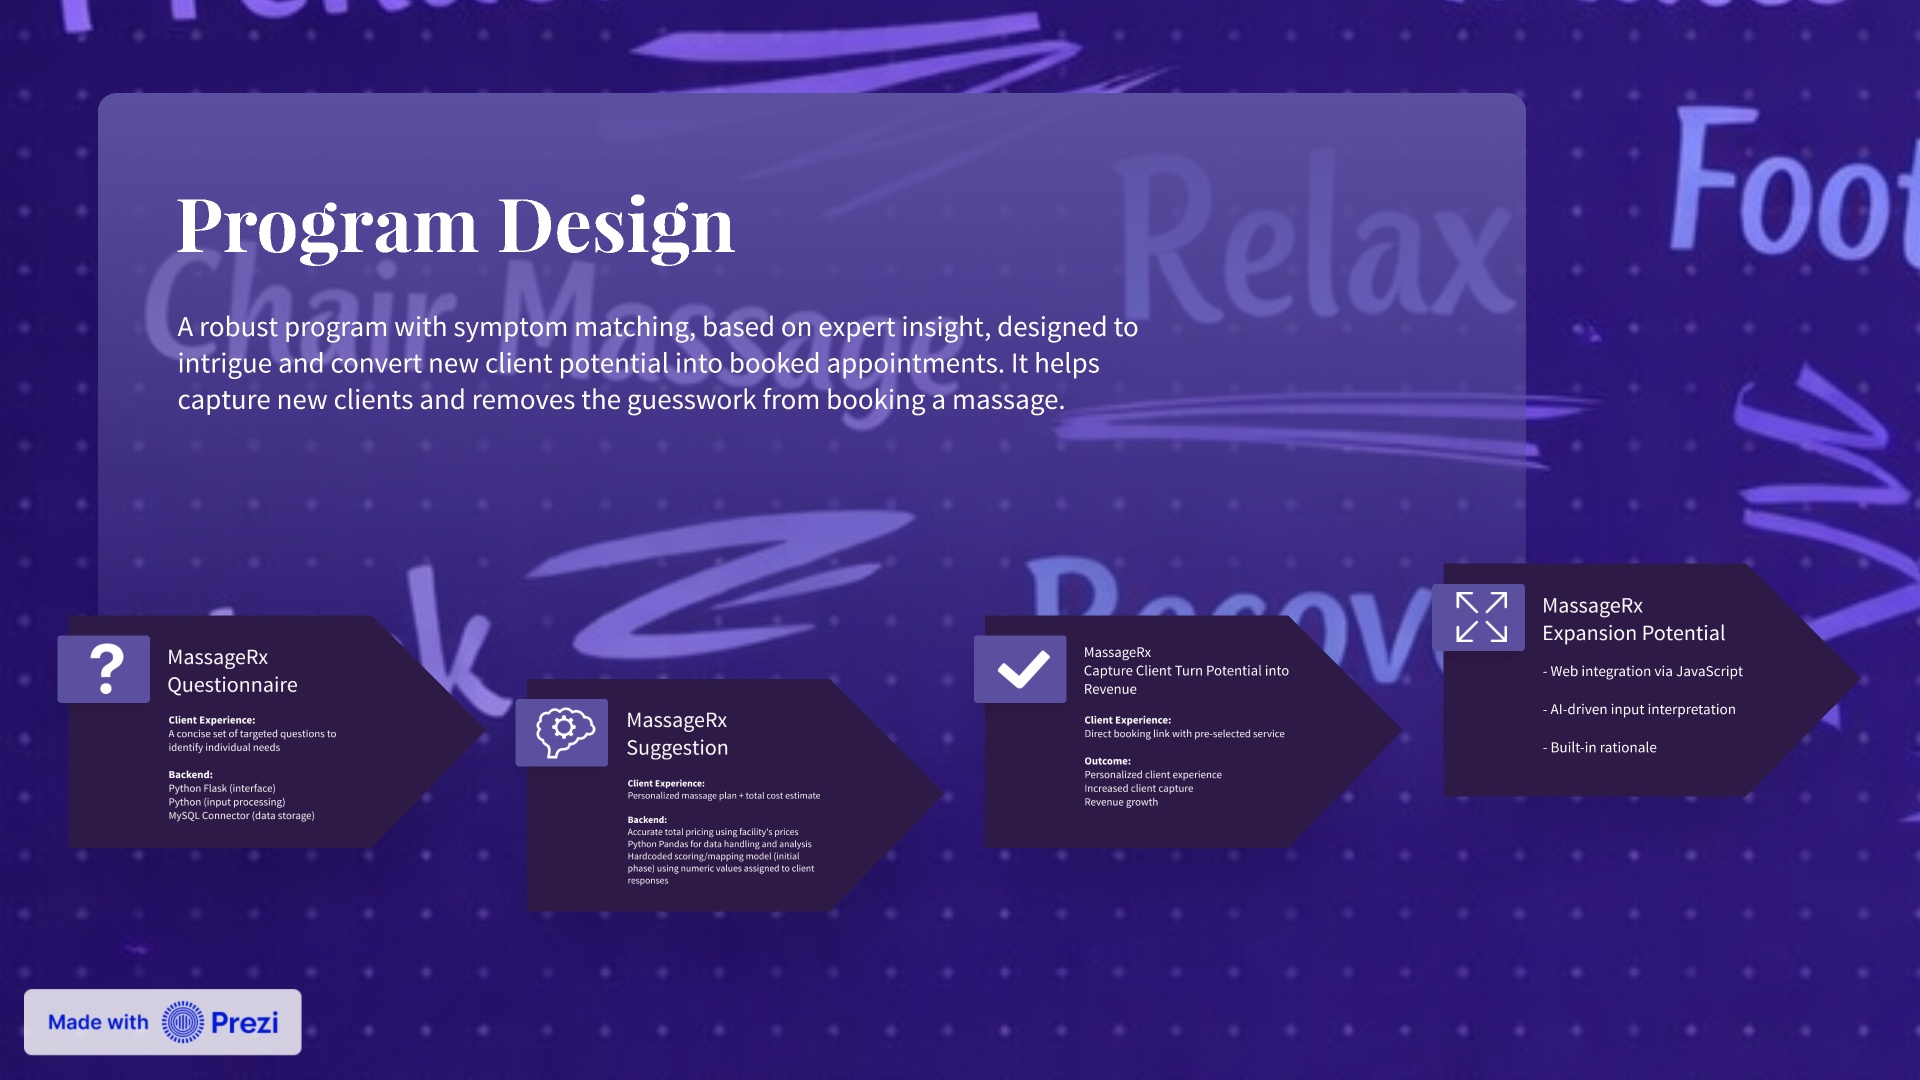 Relax
Foot
Program Design
Chair Massage
A robust program with symptom matching, based on expert insight, designed to
intrigue and convert new client potential into booked appointments. It helps
capture new clients and removes the guesswork from booking a massage.
MassageRx
Questionnaire
Client Experience:
A concise set of targeted questions to
identify individual needs
Backend:
Python Flask (interface)
Python (input processing)
MySQL Connector (data storage)
MassageRx
Suggestion
Client Experience:
Personalized massage plan + total cost estimate
Backend:
Accurate total pricing using facility's prices
Python Pandas for data handling and analysis
Hardcoded scoring/mapping model (initial
phase) using numeric values assigned to client
responses
MassageRx
Capture Client Turn Potential into
Revenue
Client Experience:
Direct booking link with pre-selected service
Outcome:
Personalized client experience
Increased client capture
Revenue growth
MassageRx
Expansion Potential
- Web integration via JavaScript
- AI-driven input interpretation
- Built-in rationale
Made with Prezi